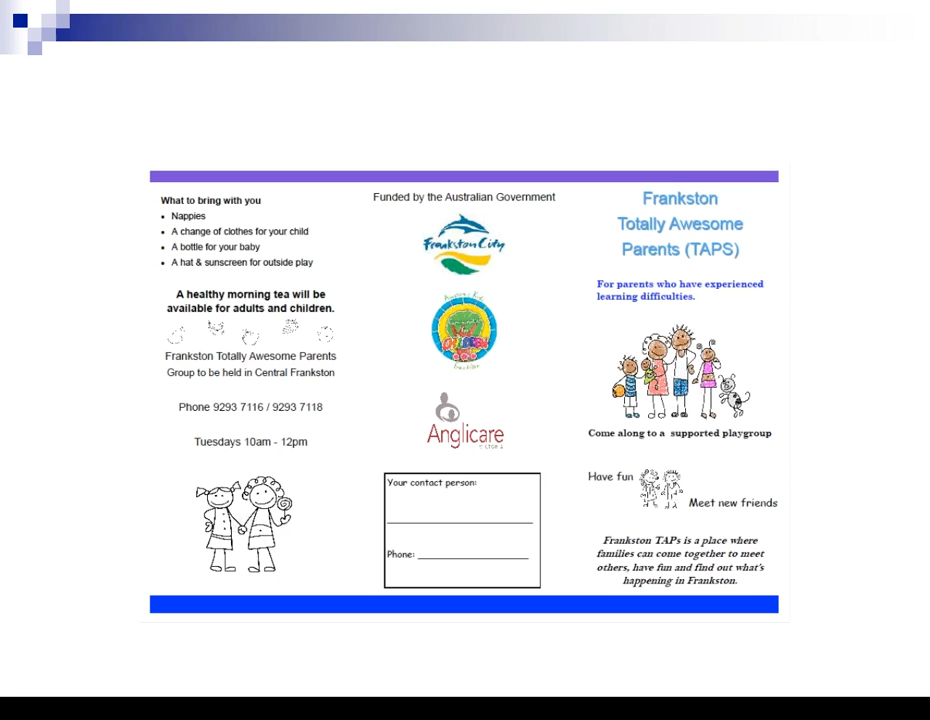 What to bring with you
• Nappies
• A change of clothes for your child
• A bottle for your baby
• A hat & sunscreen for outside play
A healthy morning tea will be
available for adults and children.
Frankston Totally Awesome Parents
Group to be held in Central Frankston
Phone 9293 7116 / 9293 7118
Tuesdays 10am - 12pm
Funded by the Australian Government
Frankston City
Anglicare
Your contact person:
Phone:
Frankston
Totally Awesome
Parents (TAPS)
For parents who have experienced
learning difficulties.
Come along to a supported playgroup
Have fun
Meet new friends
Frankston TAPs is a place where
families can come together to meet
others, have fun and find out what's
happening in Frankston.